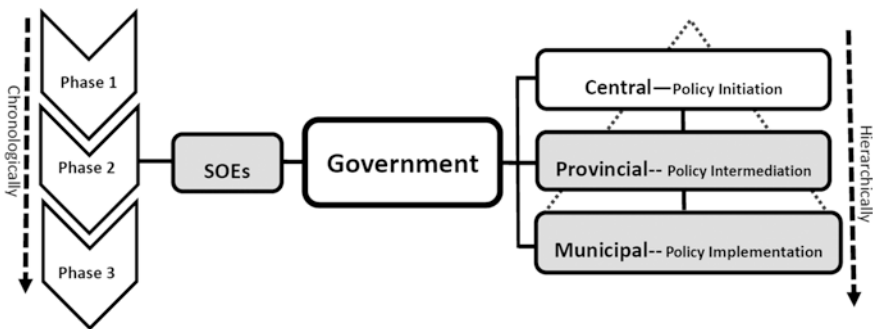 Chronologically
Phase 1
Phase 2
Phase 3
SOEs
Government
Central—Policy Initiation
Provincial-- Policy Intermediation
Municipal-- Policy Implementation
Hierarchically